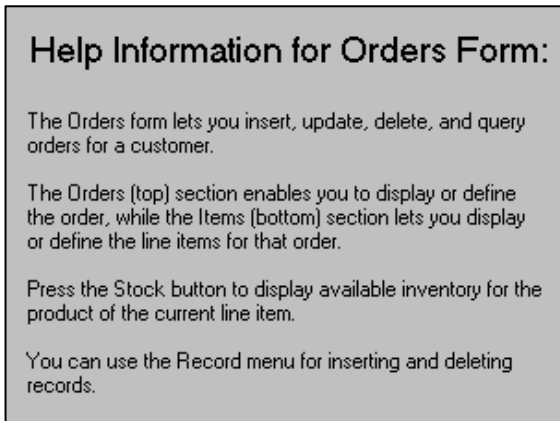 Help Information for Orders Form:
The Orders form lets you insert, update, delete, and query
orders for a customer.
The Orders (top) section enables you to display or define
the order, while the Items (bottom) section lets you display
or define the line items for that order.
Press the Stock button to display available inventory for the
product of the current line item.
You can use the Record menu for inserting and deleting
records.